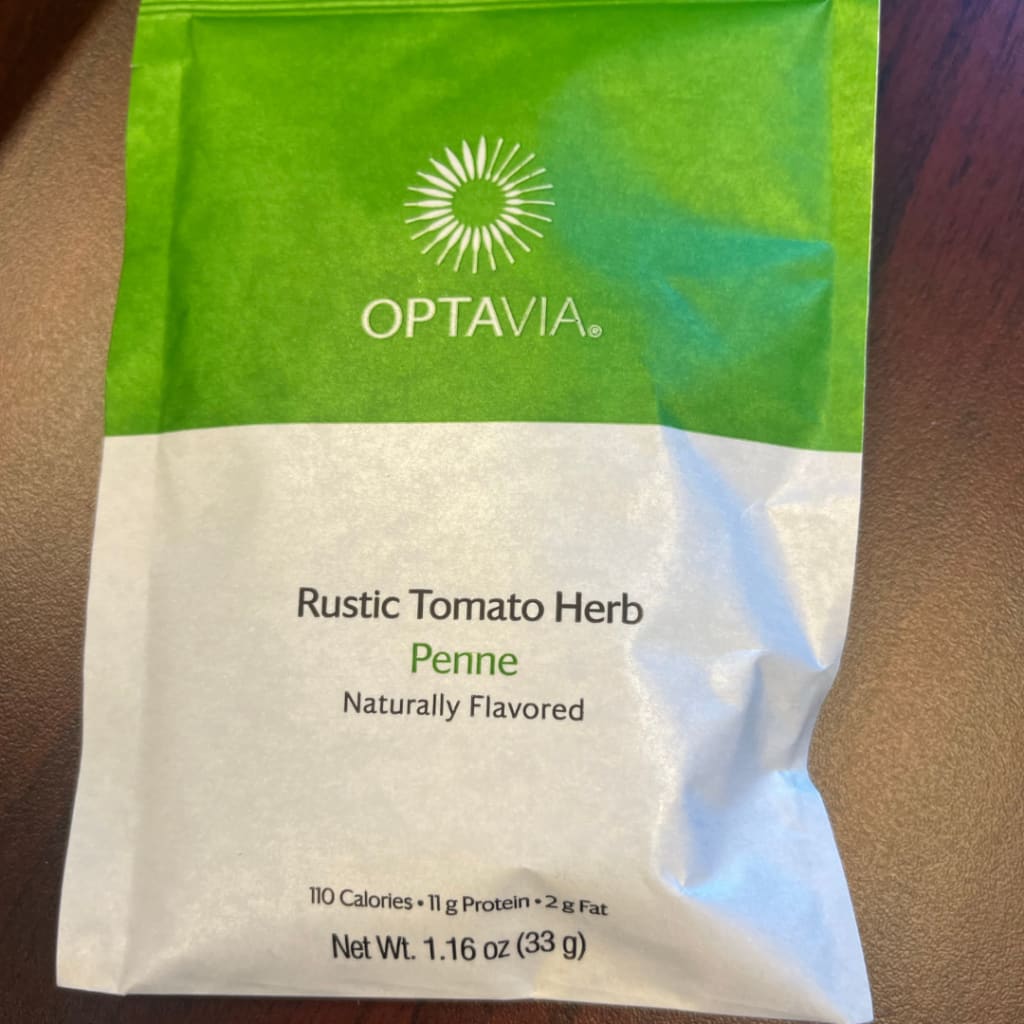 OPTAVIA®
Rustic Tomato Herb
Penne
Naturally Flavored
110 Calories • 11 g Protein • 2 g Fat
Net Wt. 1.16 oz (33 g)